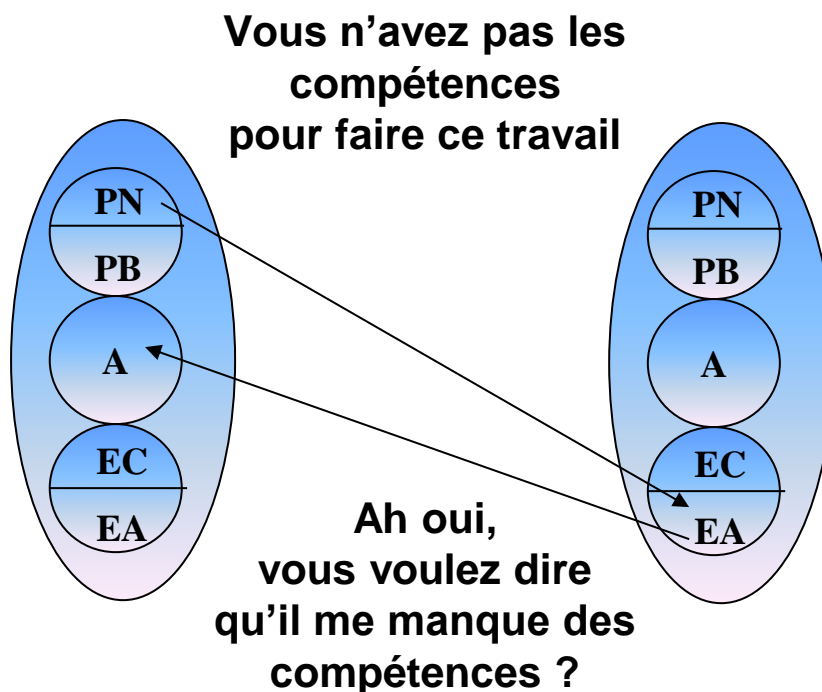 Vous n’avez pas les
compétences
pour faire ce travail
PN
PB
A
EC
EA
PN
PB
A
EC
EA
Ah oui,
vous voulez dire
qu’il me manque des
compétences ?